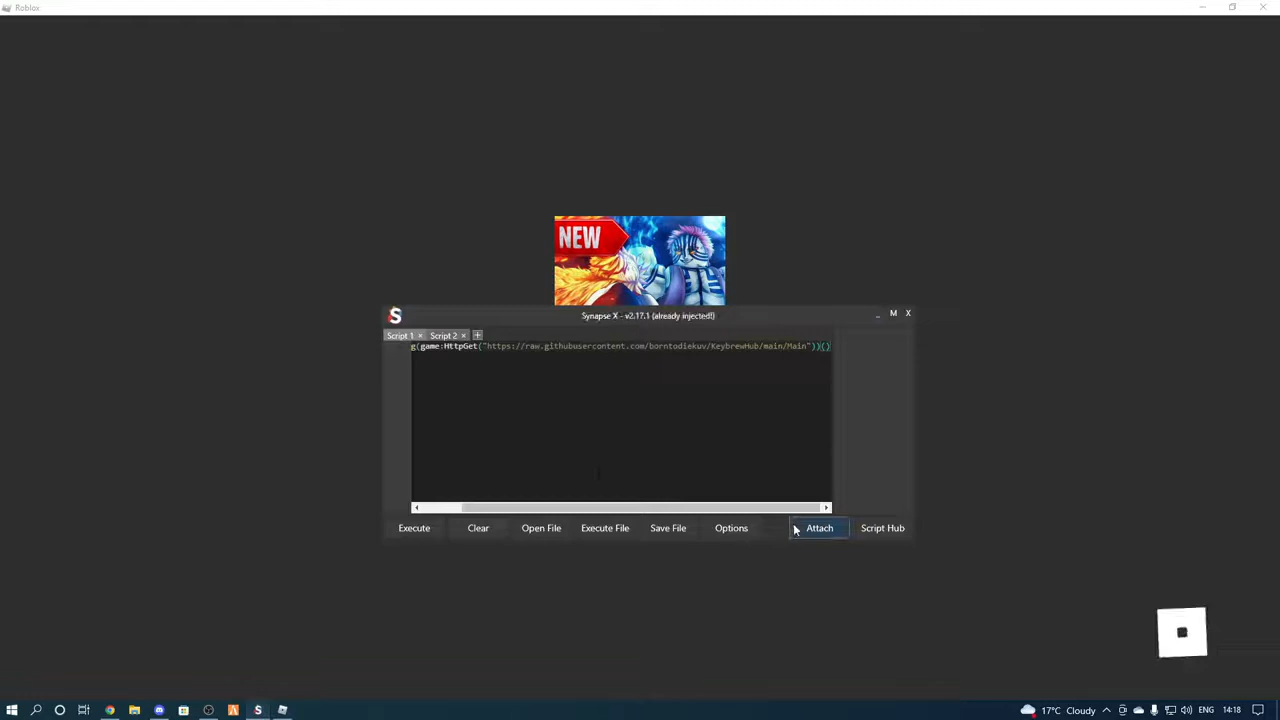 Roblox
NEW
S
Synapse X - v2.17.1 (already injected!)
Script 1 × Script 2 × +
g(game:HttpGet("https://raw.githubusercontent.com/borntodiekuv/KeybrewHub/main/Main"))()
Execute Clear Open File Execute File Save File Options Attach Script Hub
17°C Cloudy ENG 14:18